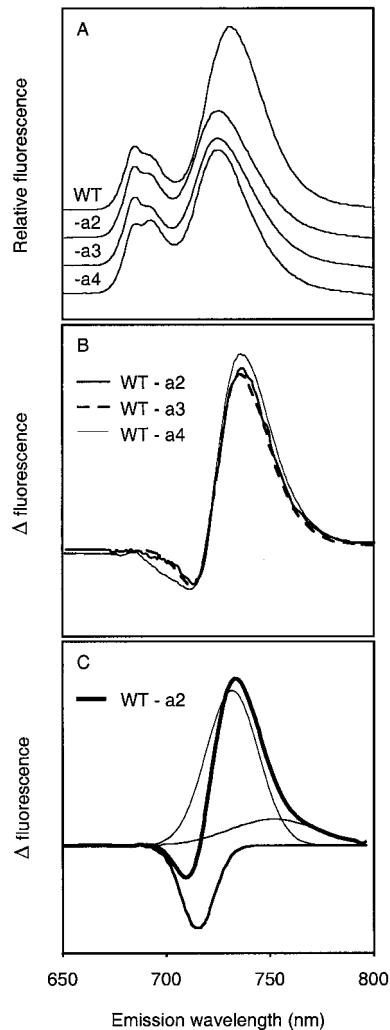 A
Relative fluorescence
WT
-a2
-a3
-a4
B
Δ fluorescence
WT - a2
WT - a3
WT - a4
C
Δ fluorescence
WT - a2
650 700 750 800
Emission wavelength (nm)